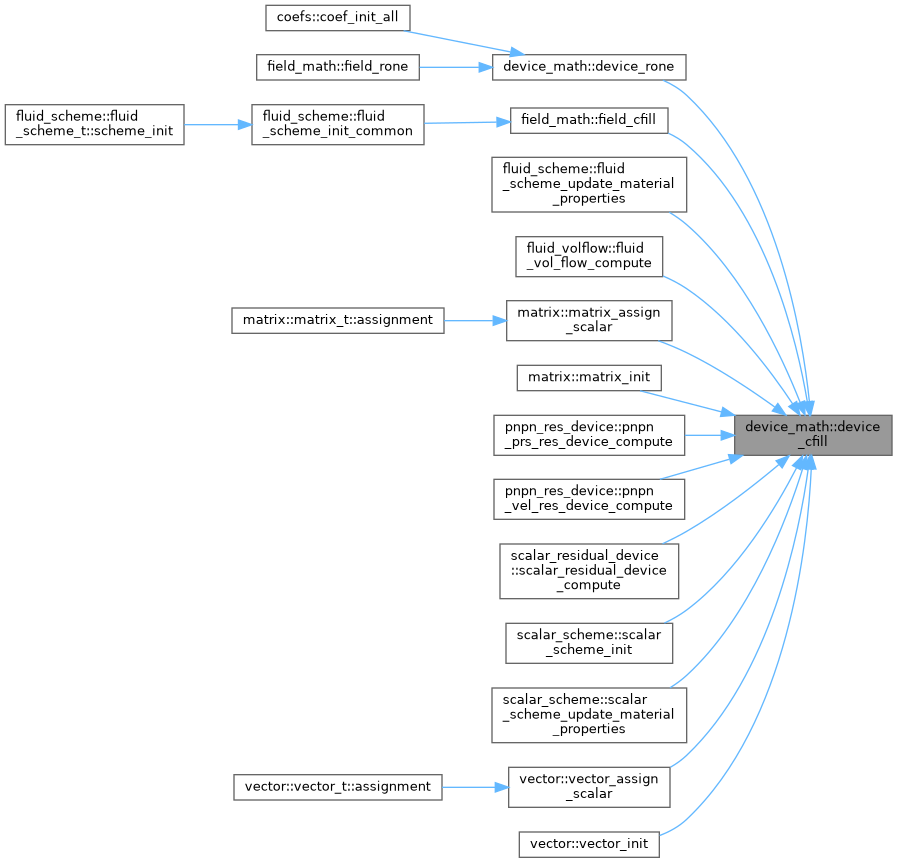 coefs::coef_init_all
field_math::field_rone
device_math::device_rone
fluid_scheme::fluid
_scheme_t::scheme_init
fluid_scheme::fluid
_scheme_init_common
field_math::field_cfill
fluid_scheme::fluid
_scheme_update_material
_properties
fluid_volflow::fluid
_vol_flow_compute
matrix::matrix_t::assignment
matrix::matrix_assign
_scalar
matrix::matrix_init
device_math::device
_cfill
pnpn_res_device::pnpn
_prs_res_device_compute
pnpn_res_device::pnpn
_vel_res_device_compute
scalar_residual_device
::scalar_residual_device
_compute
scalar_scheme::scalar
_scheme_init
scalar_scheme::scalar
_scheme_update_material
_properties
vector::vector_t::assignment
vector::vector_assign
_scalar
vector::vector_init